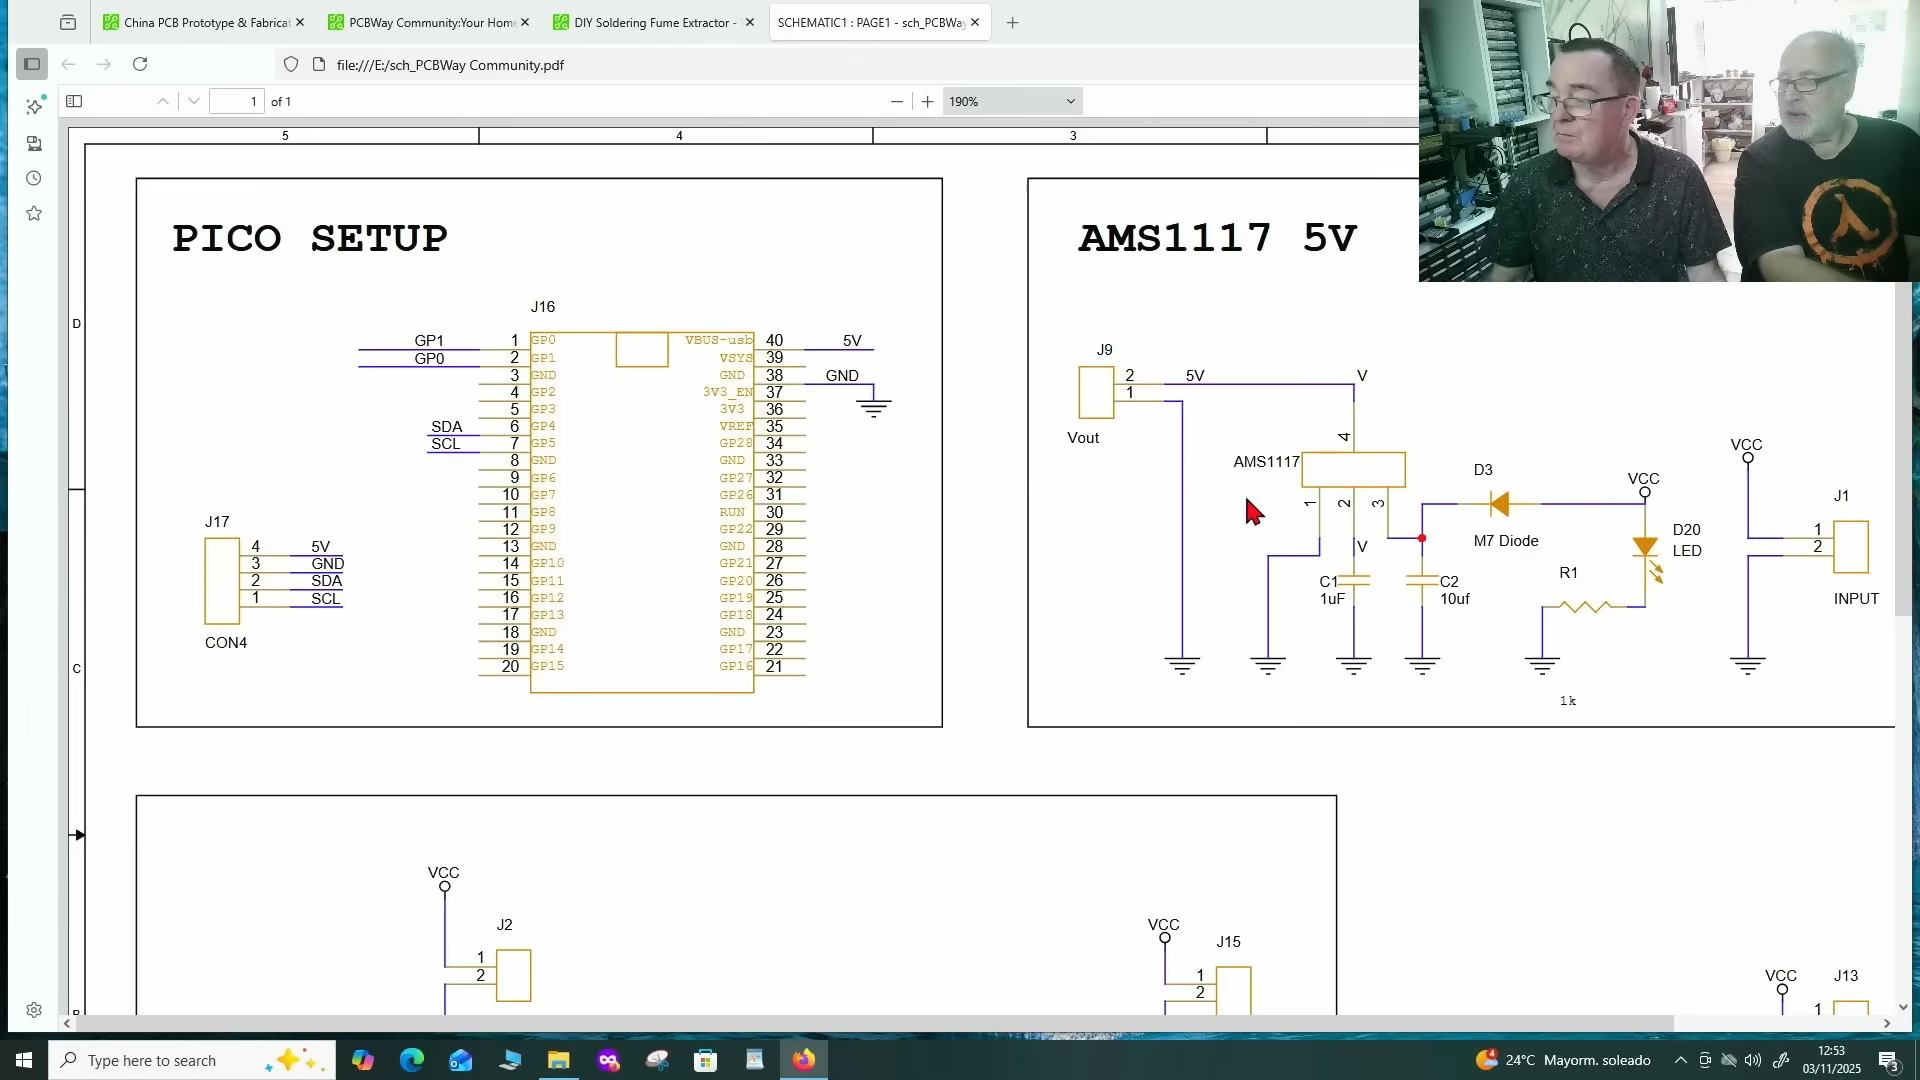 China PCB Prototype & Fabricat
PCBWay Community:Your Home
DIY Soldering Fume Extractor -
SCHEMATIC1 : PAGE1 - sch_PCBWay
file:///E:/sch_PCBWay Community.pdf
1 of 1
190%
5
4
3
D
C
B
PICO SETUP
J16
GP1 1 GP0
GP0 2 GP1
3 GND
4 GP2
5 GP3
SDA 6 GP4
SCL 7 GP5
8 GND
9 GP6
10 GP7
11 GP8
12 GP9
13 GND
14 GP10
15 GP11
16 GP12
17 GP13
18 GND
19 GP14
20 GP15
VBUS-usb 40 5V
VSYS 39
GND 38 GND
3V3_EN 37
3V3 36
VREF 35
GP28 34
GND 33
GP27 32
GP26 31
RUN 30
GP22 29
GND 28
GP21 27
GP20 26
GP19 25
GP18 24
GND 23
GP17 22
GP16 21
J17
4 5V
3 GND
2 SDA
1 SCL
CON4
AMS1117 5V
J9
2 5V V
1
Vout
4
AMS1117
1 2 3
V
C1
1uF
C2
10uf
D3
M7 Diode
VCC
D20
LED
R1
1k
VCC
J1
1
2
INPUT
VCC
J2
1
2
VCC
J15
1
2
VCC
J13
1
Type here to search
4
24°C Mayorm. soleado
12:53
03/11/2025
3